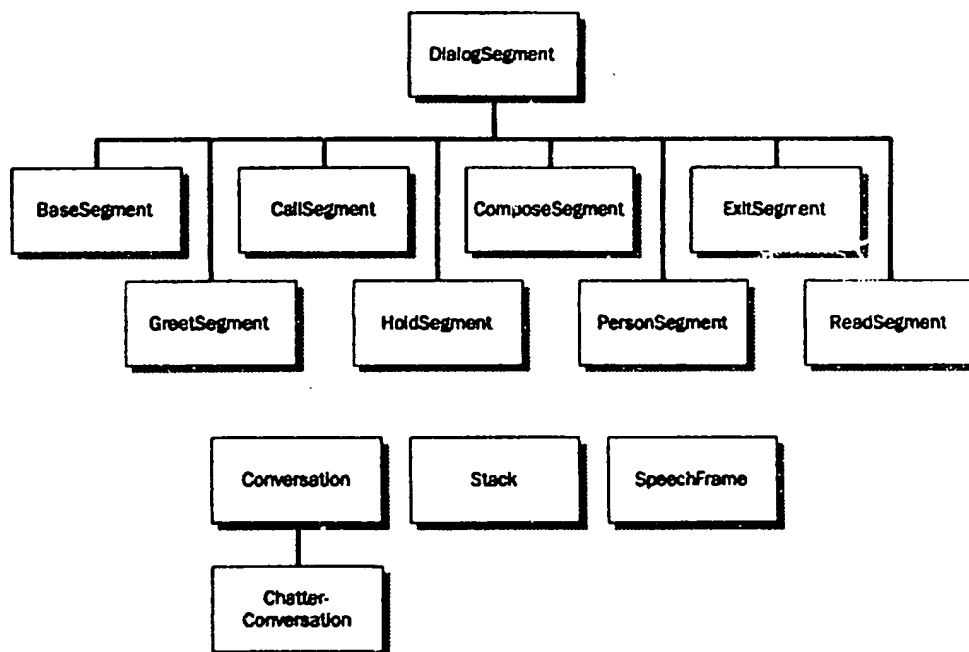 DialogSegment
BaseSegment
CallSegment
ComposeSegment
ExitSegment
GreetSegment
HoldSegment
PersonSegment
ReadSegment
Conversation
Stack
SpeechFrame
Chatter-
Conversation